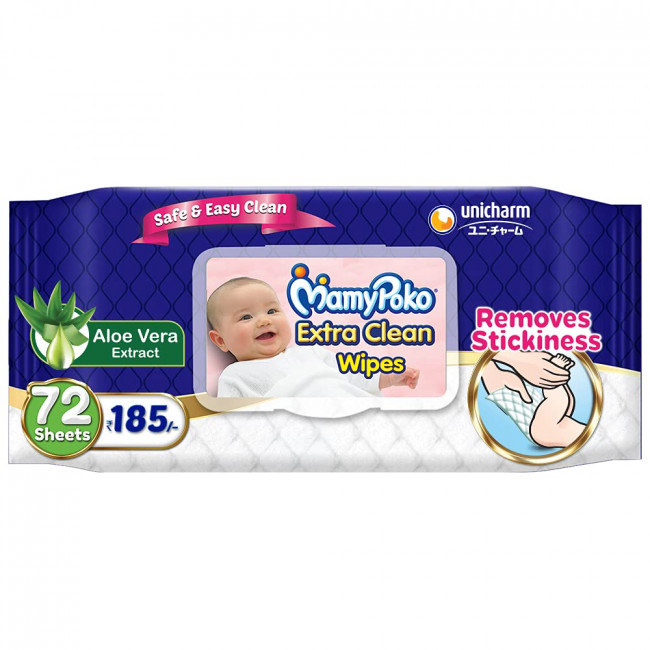 Safe & Easy Clean
unicharm
ユニ・チャーム
MamyPoko®
Extra Clean
Wipes
Aloe Vera
Extract
Removes
Stickiness
72
Sheets
₹185/-